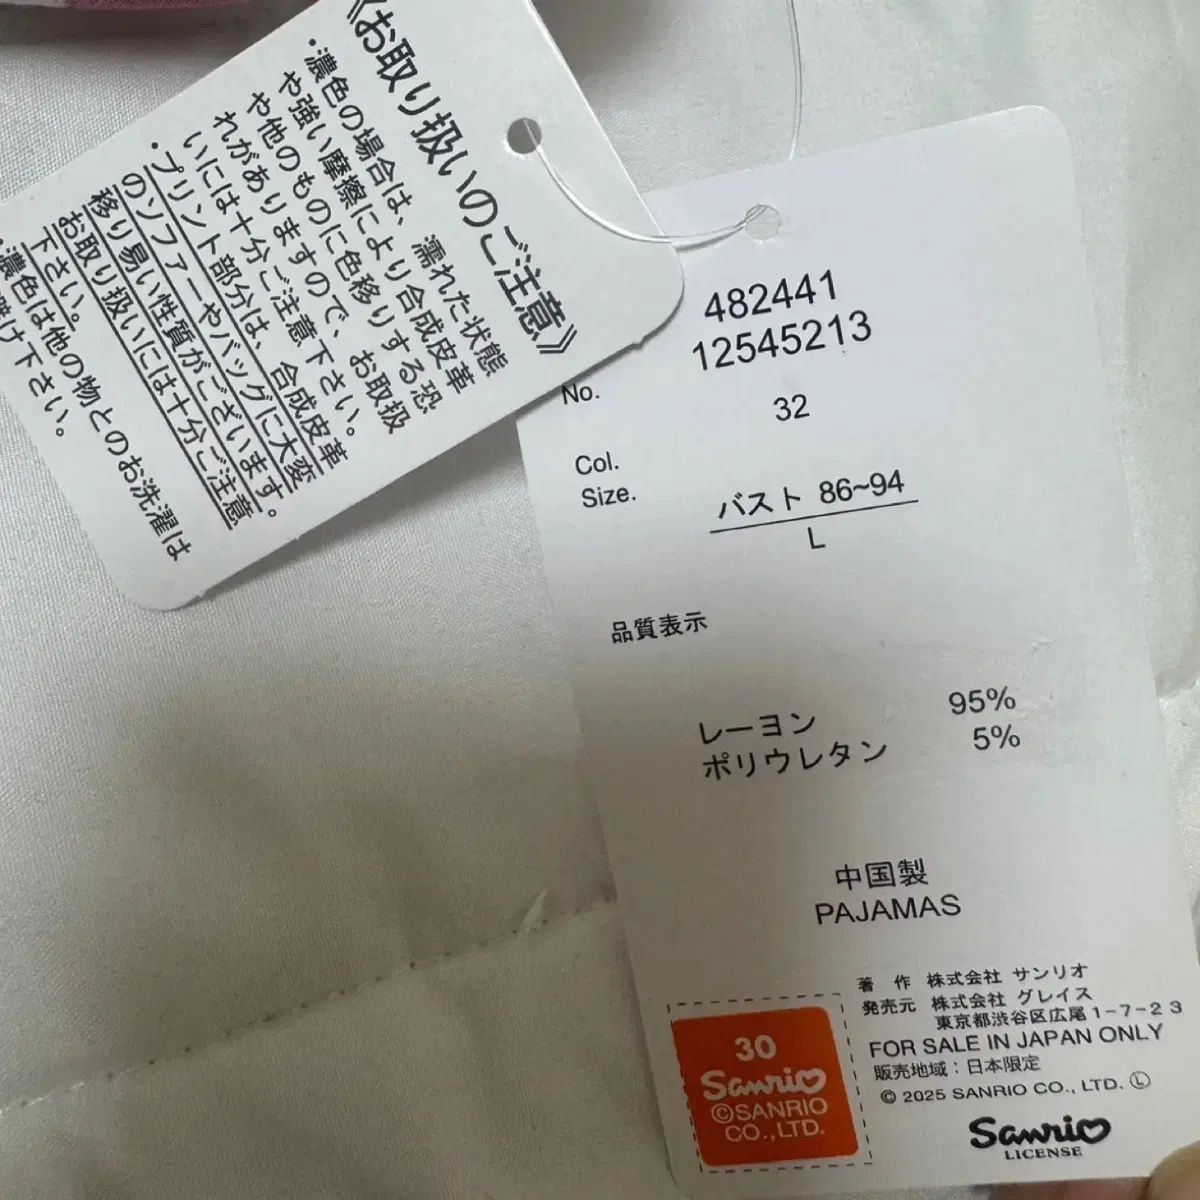 《お取り扱いのご注意》
・濃色の場合は、濡れた状態
や強い摩擦により合成皮革
や他のものに色移りする恐
れがありますので、お取扱
いには十分ご注意下さい。
・プリント部分は、合成皮革
のソファーやバッグに大変
移り易い性質がございます。
お取り扱いには十分ご注意
下さい。
・濃色は他の物とのお洗濯は
避け下さい。
482441
12545213
No.
32
Col.
Size.
バスト 86~94
L
品質表示
レーヨン 95%
ポリウレタン 5%
中国製
PAJAMAS
著 作 株式会社 サンリオ
発売元 株式会社 グレイス
東京都渋谷区広尾1-7-23
FOR SALE IN JAPAN ONLY
販売地域：日本限定
© 2025 SANRIO CO., LTD. Ⓛ
Sanrio
LICENSE
30
Sanrio
©SANRIO
CO.,LTD.